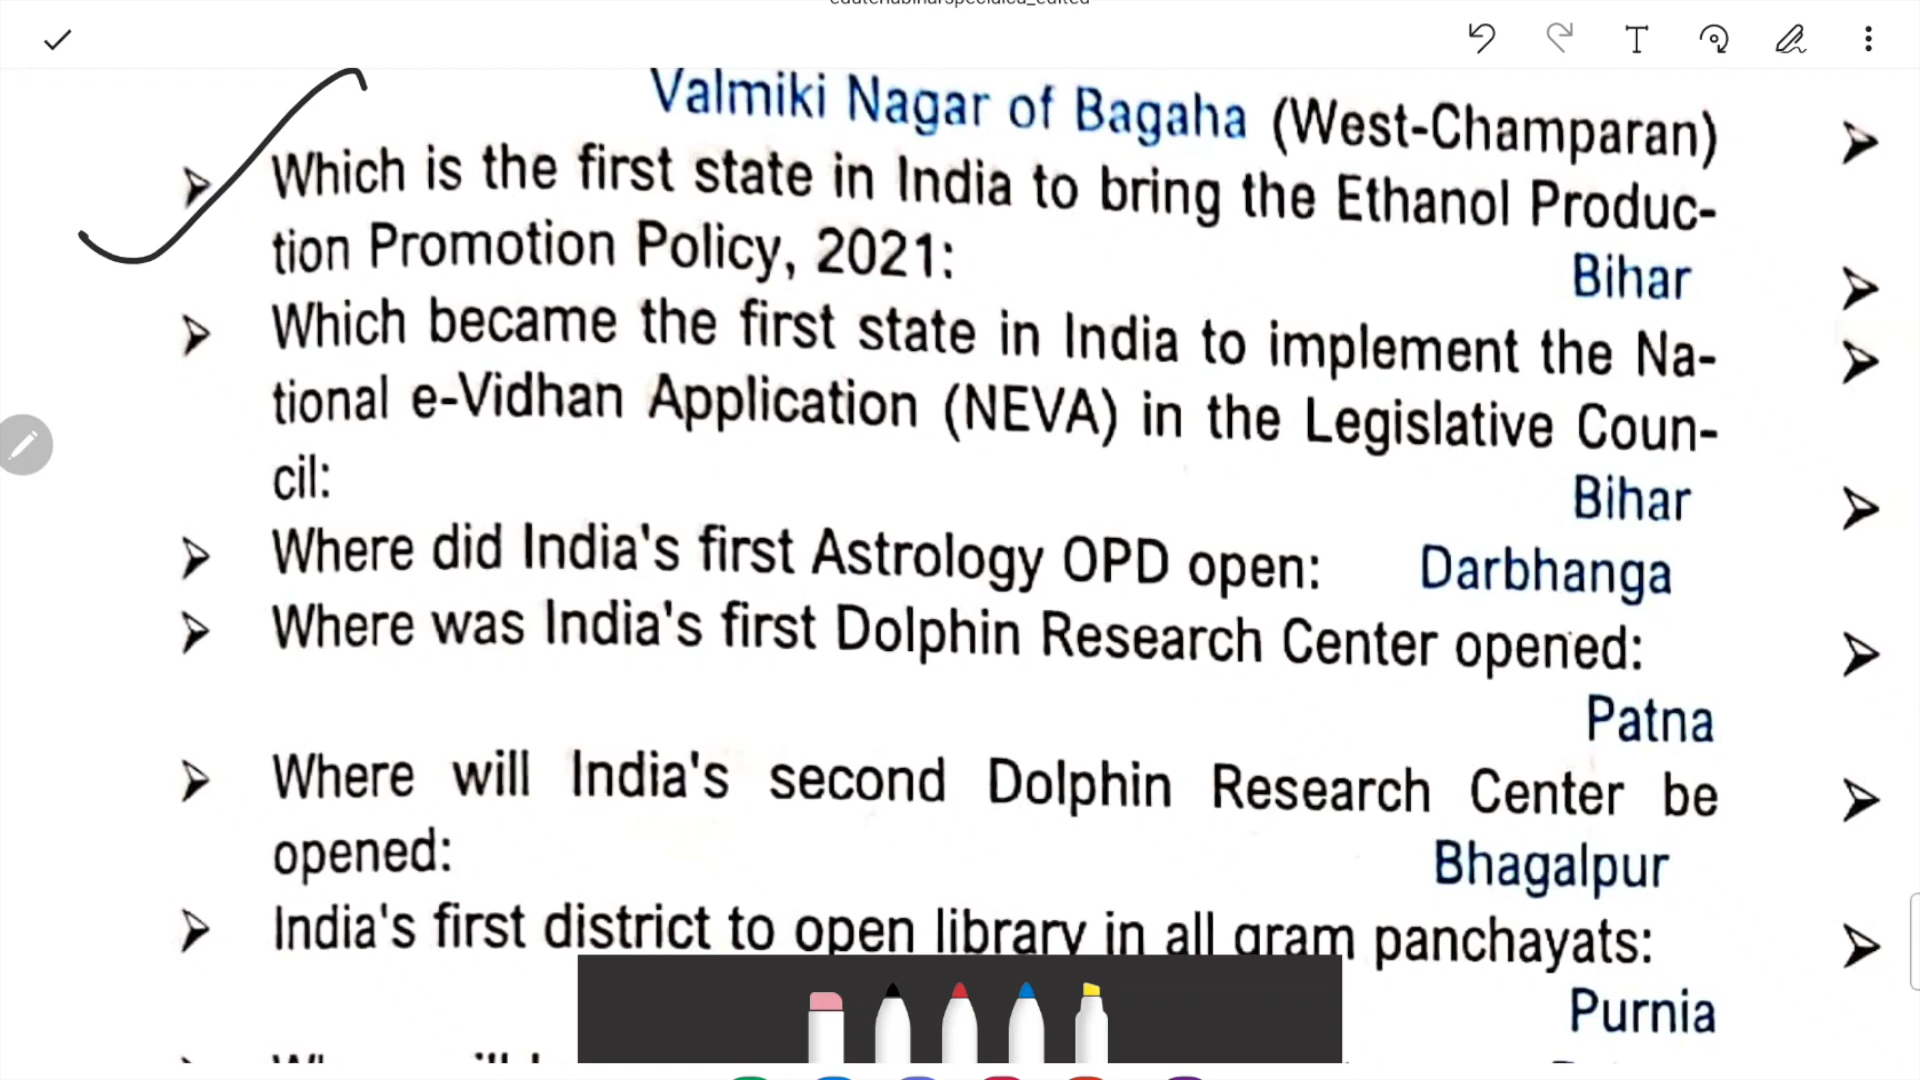 Valmiki Nagar of Bagaha (West-Champaran)
Which is the first state in India to bring the Ethanol Produc-
tion Promotion Policy, 2021:
Bihar
Which became the first state in India to implement the Na-
tional e-Vidhan Application (NEVA) in the Legislative Coun-
cil:
Bihar
Where did India's first Astrology OPD open: Darbhanga
Where was India's first Dolphin Research Center opened:
Patna
Where will India's second Dolphin Research Center be
opened: Bhagalpur
India's first district to open library in all gram panchayats:
Purnia